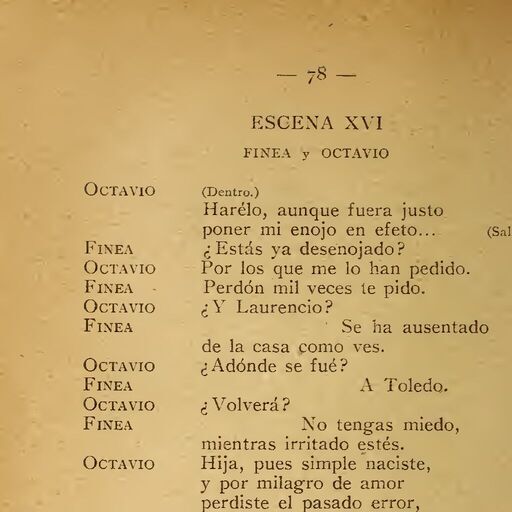 — 78 —
ESCENA XVI
FINEA y OCTAVIO
OCTAVIO (Dentro.)
Harélo, aunque fuera justo
poner mi enojo en efeto... (Sal
FINEA ¿Estás ya desenojado?
OCTAVIO Por los que me lo han pedido.
FINEA Perdón mil veces te pido.
OCTAVIO ¿Y Laurencio?
FINEA Se ha ausentado
de la casa como ves.
OCTAVIO ¿Adónde se fué?
FINEA A Toledo.
OCTAVIO ¿Volverá?
FINEA No tengas miedo,
mientras irritado estés.
OCTAVIO Hija, pues simple naciste,
y por milagro de amor
perdiste el pasado error,